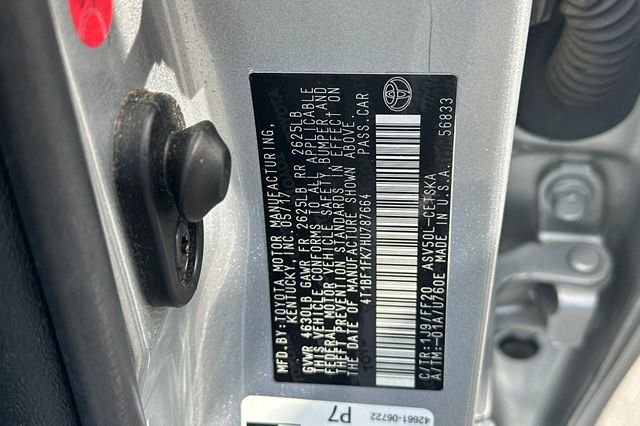 MFD.BY: TOYOTA MOTOR MANUFACTURING,
KENTUCKY, INC. 05/17
GVWR 4630LB GAWR FR 2625LB RR 2625LB
THIS VEHICLE CONFORMS TO ALL APPLICABLE
FEDERAL MOTOR VEHICLE SAFETY, BUMPER AND
THEFT PREVENTION STANDARDS IN EFFECT ON
THE DATE OF MANUFACTURE SHOWN ABOVE.
4T1BF1FK7HU787664 PASS.CAR
C/TR:1J9/FF20 ASV50L-CETSKA
A/TM:-01A/U760E MADE IN U.S.A. 56833
42661-06722
P7